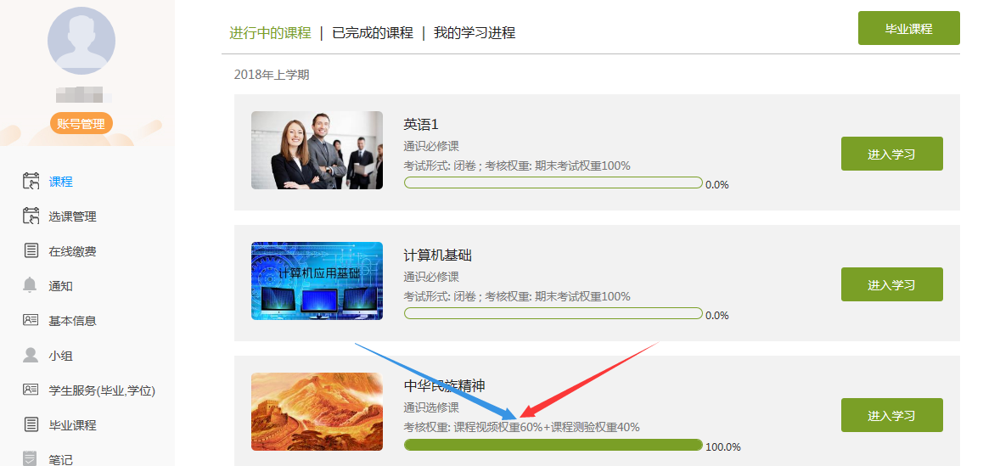 进行中的课程 | 已完成的课程 | 我的学习进程
毕业课程
账号管理
课程
选课管理
在线缴费
通知
基本信息
小组
学生服务(毕业,学位)
毕业课程
笔记
2018年上学期
英语1
通识必修课
考试形式: 闭卷 ; 考核权重: 期末考试权重100%
0.0%
进入学习
计算机应用基础
计算机基础
通识必修课
考试形式: 闭卷 ; 考核权重: 期末考试权重100%
0.0%
进入学习
中华民族精神
通识选修课
考核权重: 课程视频权重60%+课程测验权重40%
100.0%
进入学习